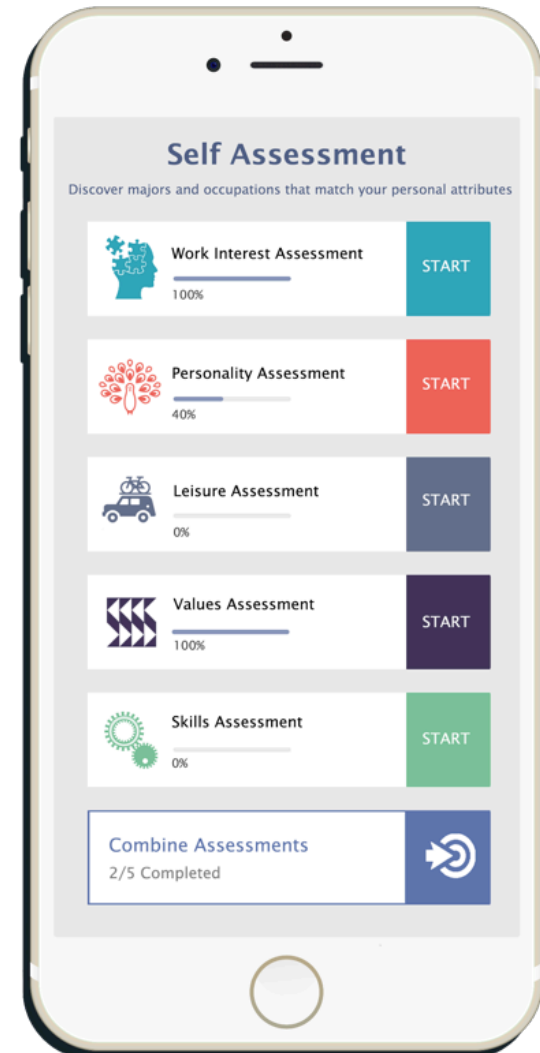 Self Assessment
Discover majors and occupations that match your personal attributes
Work Interest Assessment
START
100%
Personality Assessment
START
40%
Leisure Assessment
START
0%
Values Assessment
START
100%
Skills Assessment
START
0%
Combine Assessments
2/5 Completed